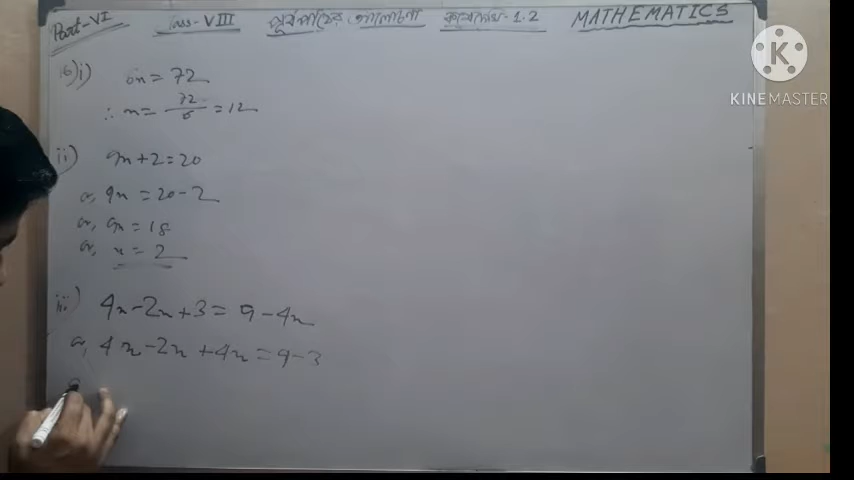 Part-VI Class-VIII পূর্বপাঠের আলোচনা কষেদেখি-1.2 MATHEMATICS
KINEMASTER
16) i) 6x = 72
∴ x = 72/6 = 12
ii) 9x + 2 = 20
or, 9x = 20 - 2
or, 9x = 18
or, x = 2
iii) 4x - 2x + 3 = 9 - 4x
or, 4x - 2x + 4x = 9 - 3